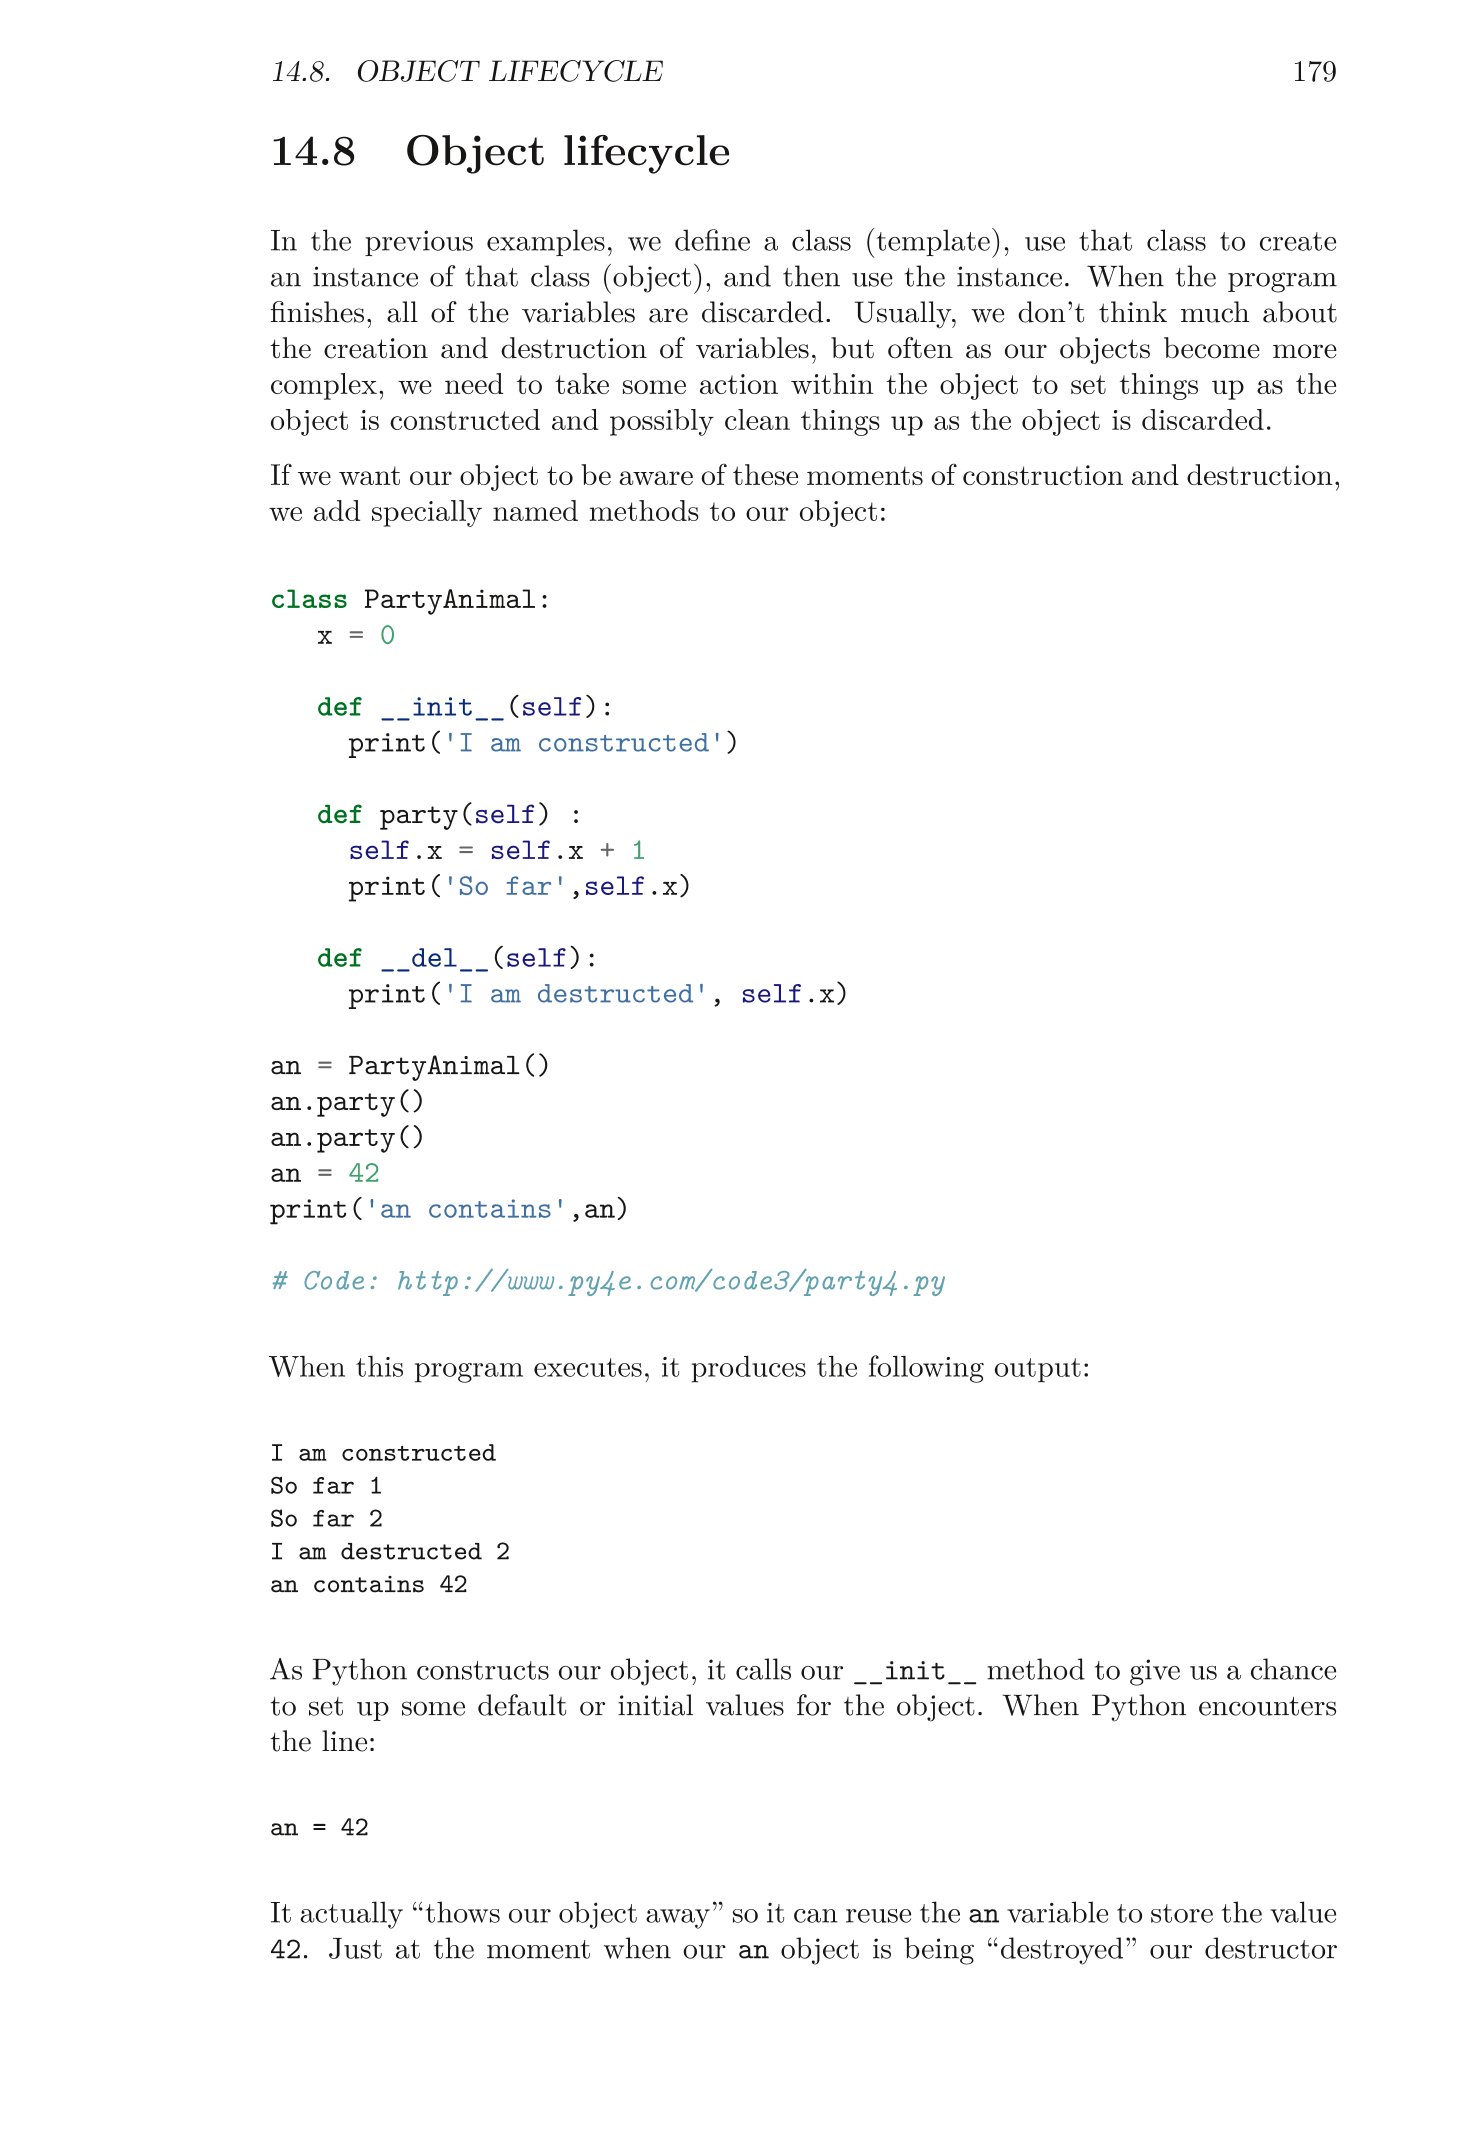 14.8. OBJECT LIFECYCLE 179
14.8 Object lifecycle
In the previous examples, we define a class (template), use that class to create
an instance of that class (object), and then use the instance. When the program
finishes, all of the variables are discarded. Usually, we don’t think much about
the creation and destruction of variables, but often as our objects become more
complex, we need to take some action within the object to set things up as the
object is constructed and possibly clean things up as the object is discarded.
If we want our object to be aware of these moments of construction and destruction,
we add specially named methods to our object:
class PartyAnimal:
   x = 0
   def __init__(self):
     print('I am constructed')
   def party(self) :
     self.x = self.x + 1
     print('So far',self.x)
   def __del__(self):
     print('I am destructed', self.x)
an = PartyAnimal()
an.party()
an.party()
an = 42
print('an contains',an)
# Code: http://www.py4e.com/code3/party4.py
When this program executes, it produces the following output:
I am constructed
So far 1
So far 2
I am destructed 2
an contains 42
As Python constructs our object, it calls our __init__ method to give us a chance
to set up some default or initial values for the object. When Python encounters
the line:
an = 42
It actually “thows our object away” so it can reuse the an variable to store the value
42. Just at the moment when our an object is being “destroyed” our destructor